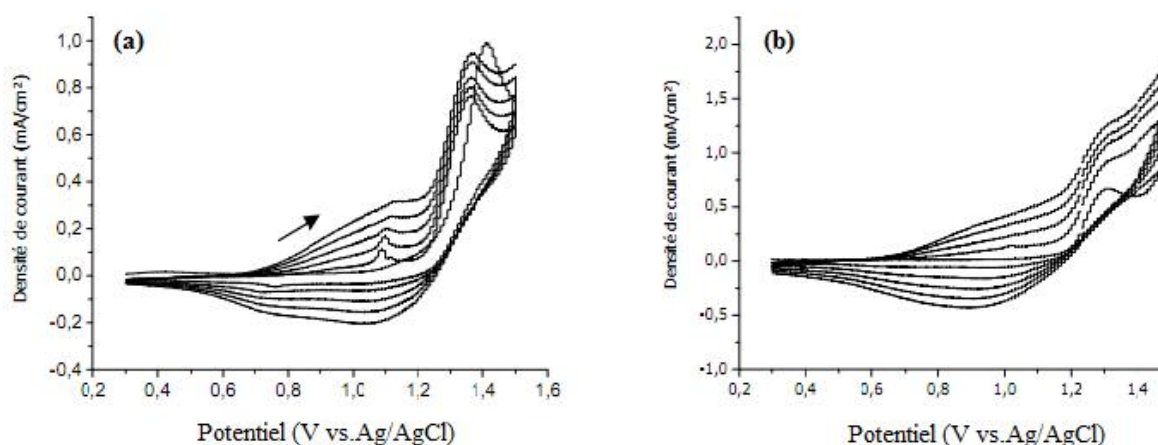 (a)
Densité de courant (mA/cm²)
1,0
0,8
0,6
0,4
0,2
0,0
-0,2
-0,4
0,2 0,4 0,6 0,8 1,0 1,2 1,4 1,6
Potentiel (V vs.Ag/AgCl)
(b)
Densité de courant (mA/cm²)
2,0
1,5
1,0
0,5
0,0
-0,5
-1,0
0,2 0,4 0,6 0,8 1,0 1,2 1,4
Potentiel (V vs.Ag/AgCl)